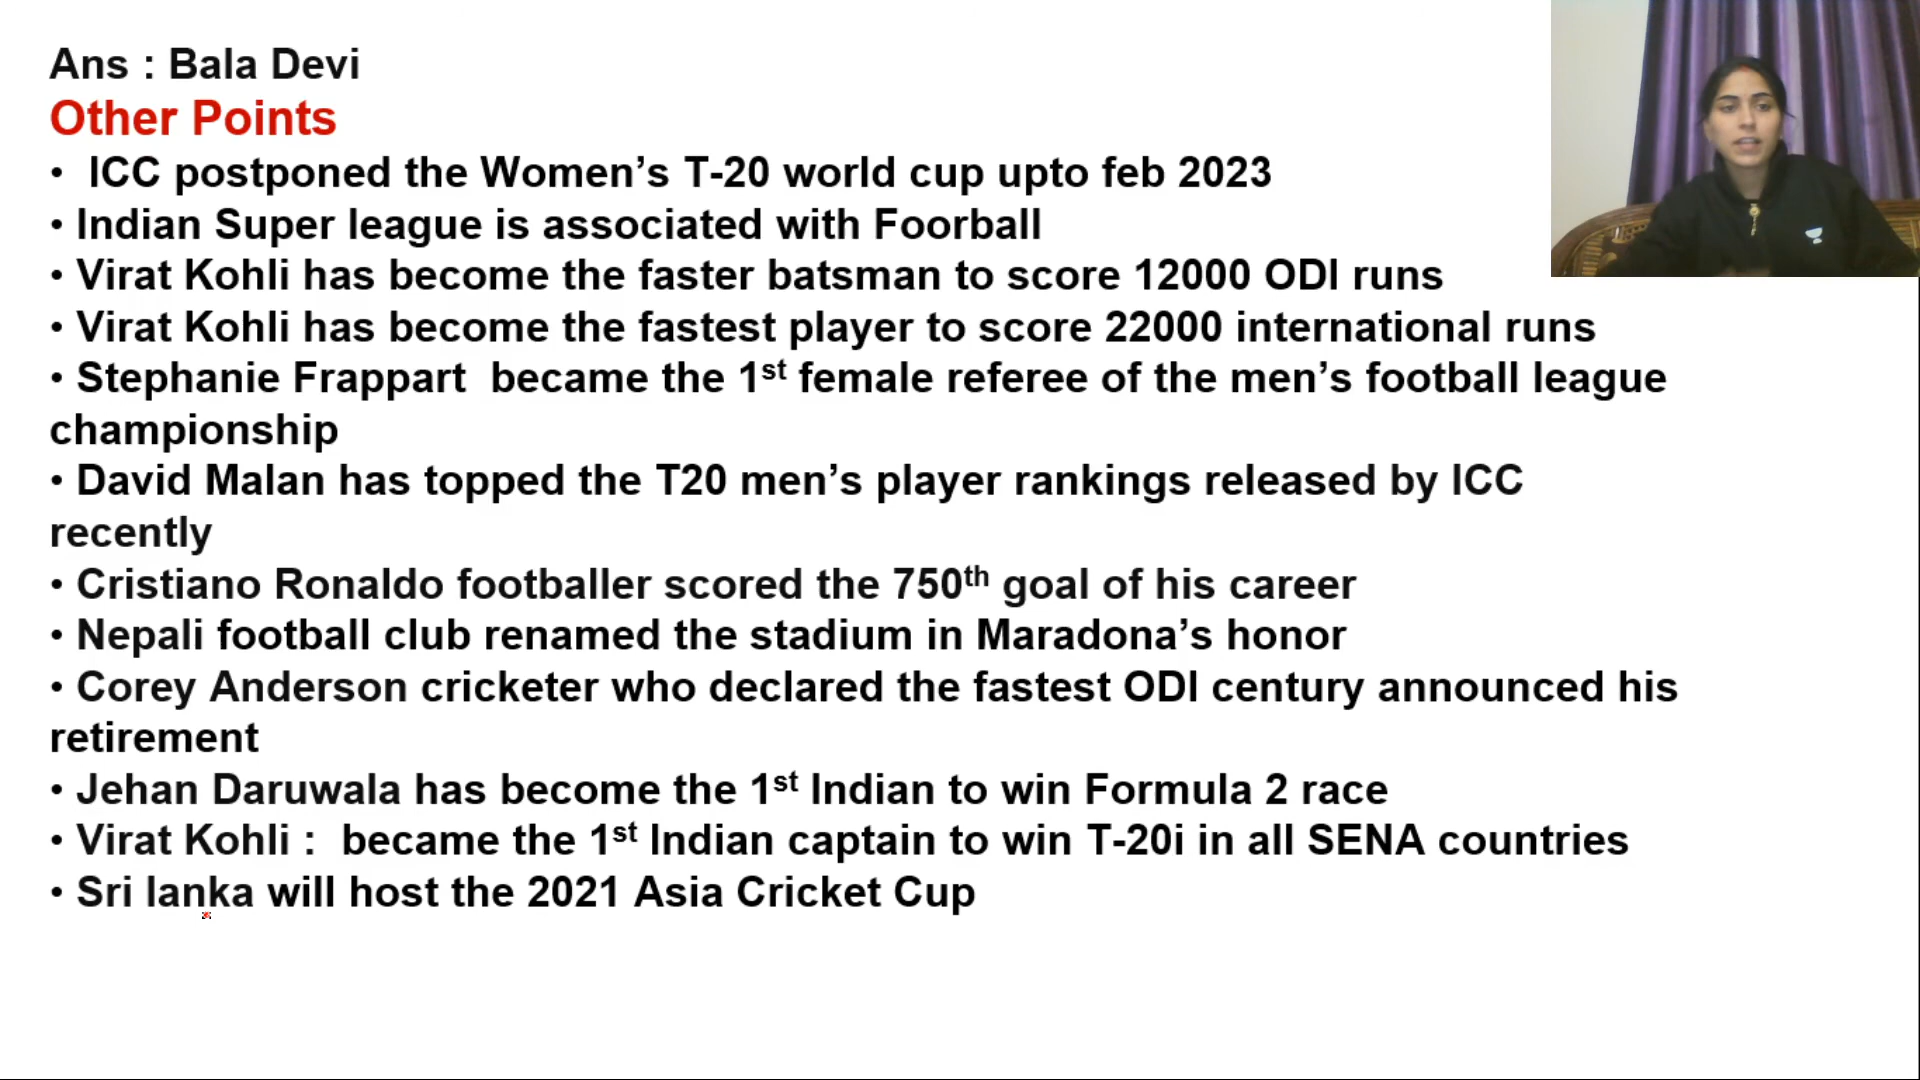 Ans : Bala Devi
Other Points
• ICC postponed the Women’s T-20 world cup upto feb 2023
• Indian Super league is associated with Foorball
• Virat Kohli has become the faster batsman to score 12000 ODI runs
• Virat Kohli has become the fastest player to score 22000 international runs
• Stephanie Frappart became the 1st female referee of the men’s football league
championship
• David Malan has topped the T20 men’s player rankings released by ICC
recently
• Cristiano Ronaldo footballer scored the 750th goal of his career
• Nepali football club renamed the stadium in Maradona’s honor
• Corey Anderson cricketer who declared the fastest ODI century announced his
retirement
• Jehan Daruwala has become the 1st Indian to win Formula 2 race
• Virat Kohli : became the 1st Indian captain to win T-20i in all SENA countries
• Sri lanka will host the 2021 Asia Cricket Cup